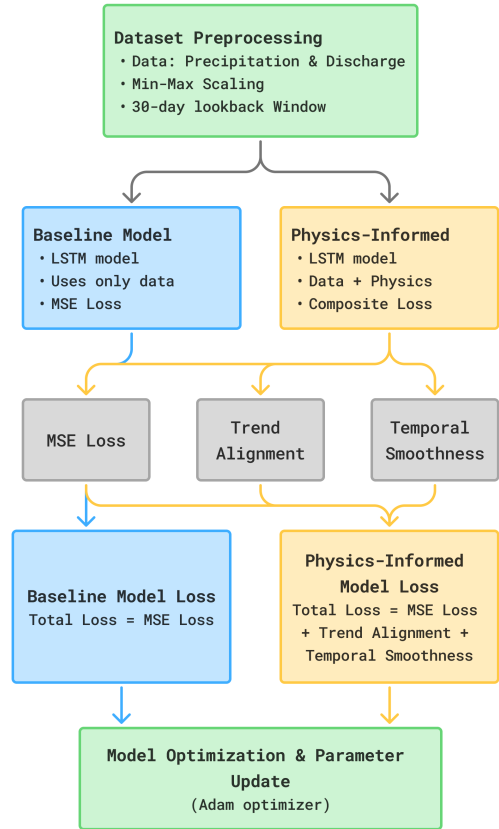 Dataset Preprocessing
• Data: Precipitation & Discharge
• Min-Max Scaling
• 30-day lookback Window
Baseline Model
• LSTM model
• Uses only data
• MSE Loss
Physics-Informed
• LSTM model
• Data + Physics
• Composite Loss
MSE Loss
Trend
Alignment
Temporal
Smoothness
Baseline Model Loss
Total Loss = MSE Loss
Physics-Informed
Model Loss
Total Loss = MSE Loss
+ Trend Alignment +
Temporal Smoothness
Model Optimization & Parameter
Update
(Adam optimizer)